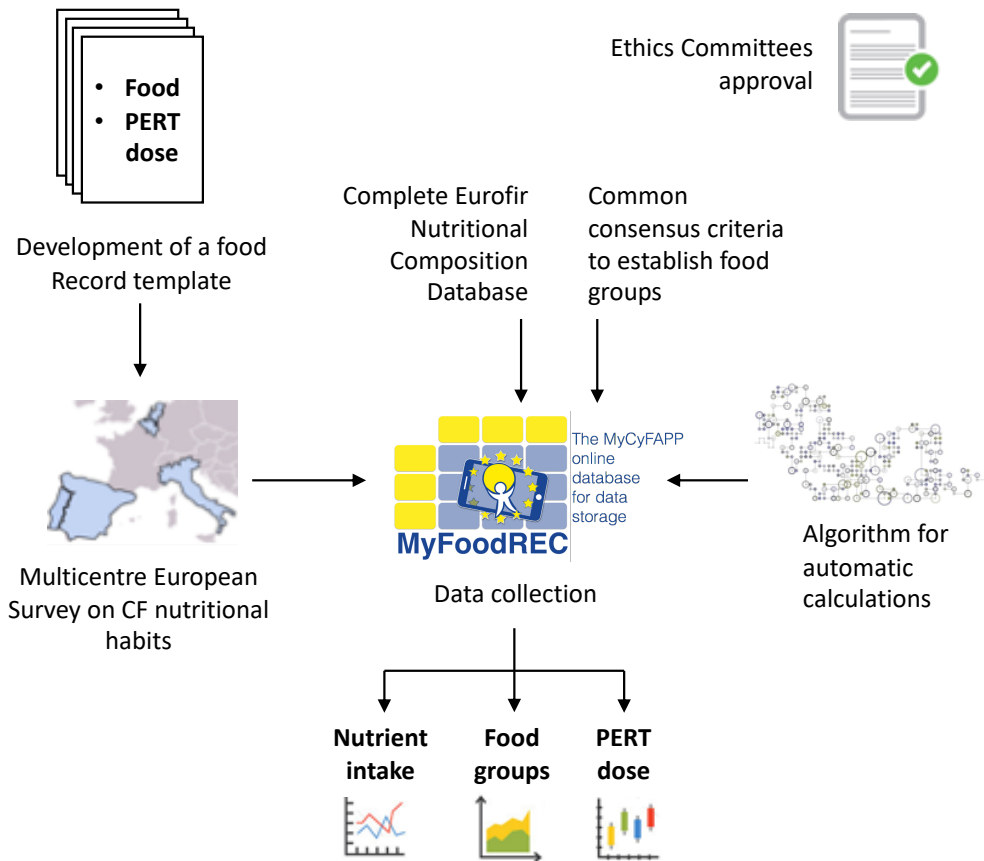 • Food
• PERT
dose
Ethics Committees
approval
Development of a food
Record template
Complete Eurofir
Nutritional
Composition
Database
Common
consensus criteria
to establish food
groups
Multicentre European
Survey on CF nutritional
habits
The MyCyFAPP
online
database
for data
storage
MyFoodREC
Data collection
Algorithm for
automatic
calculations
Nutrient
intake
Food
groups
PERT
dose